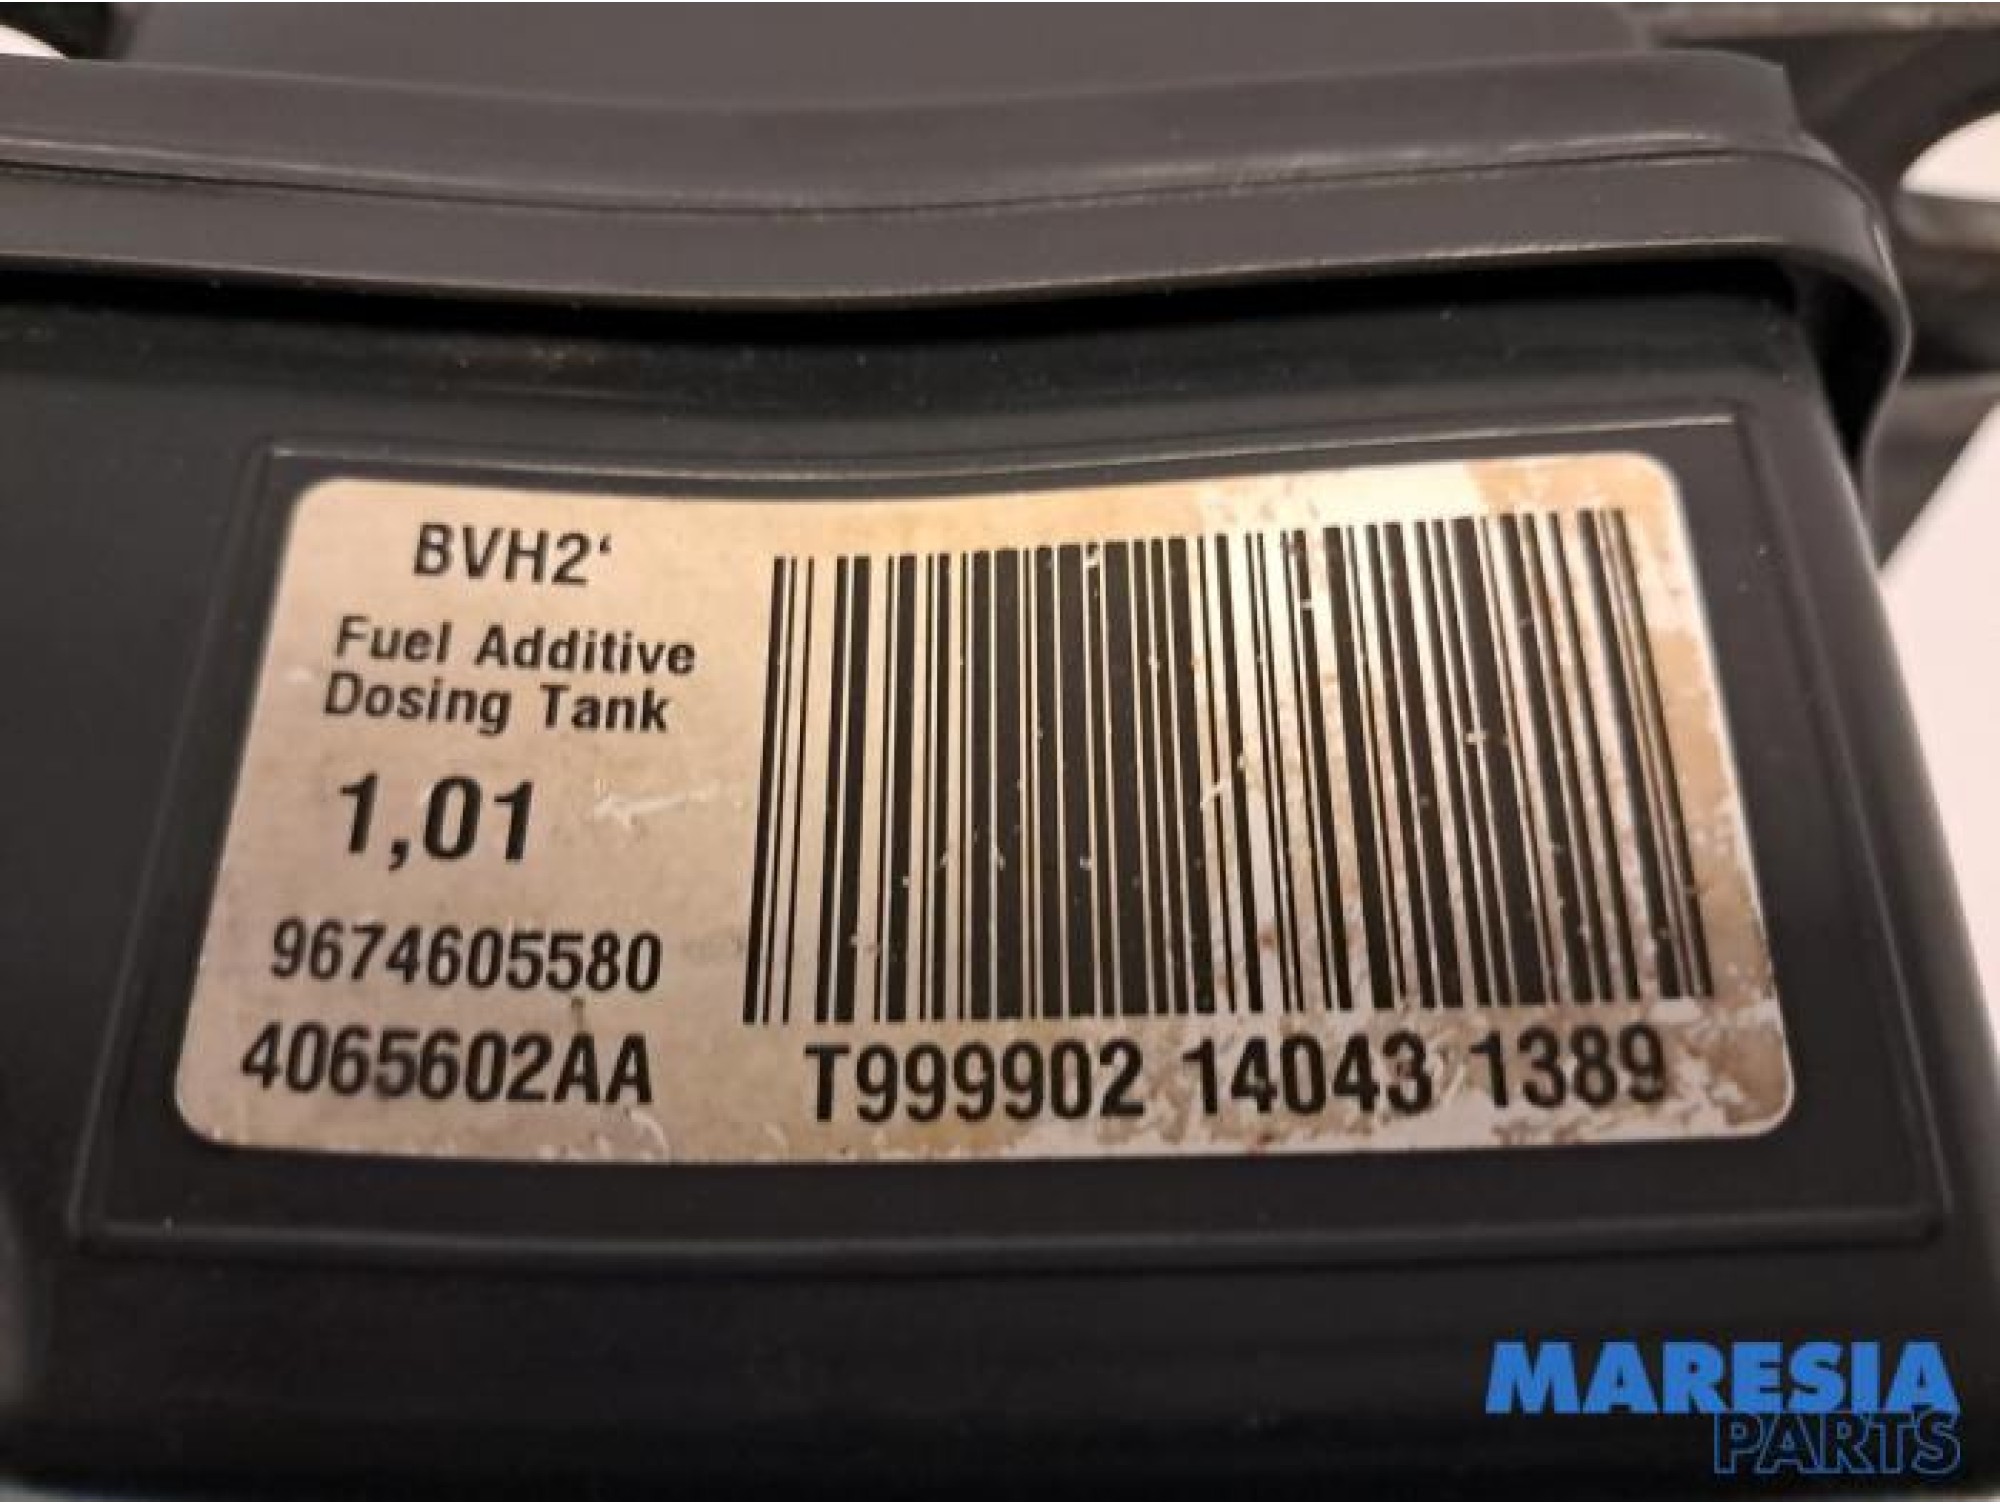 BVH2‘
Fuel Additive
Dosing Tank
1,01
9674605580
4065602AA
T999902 14043 1389
MARESIA
PARTS